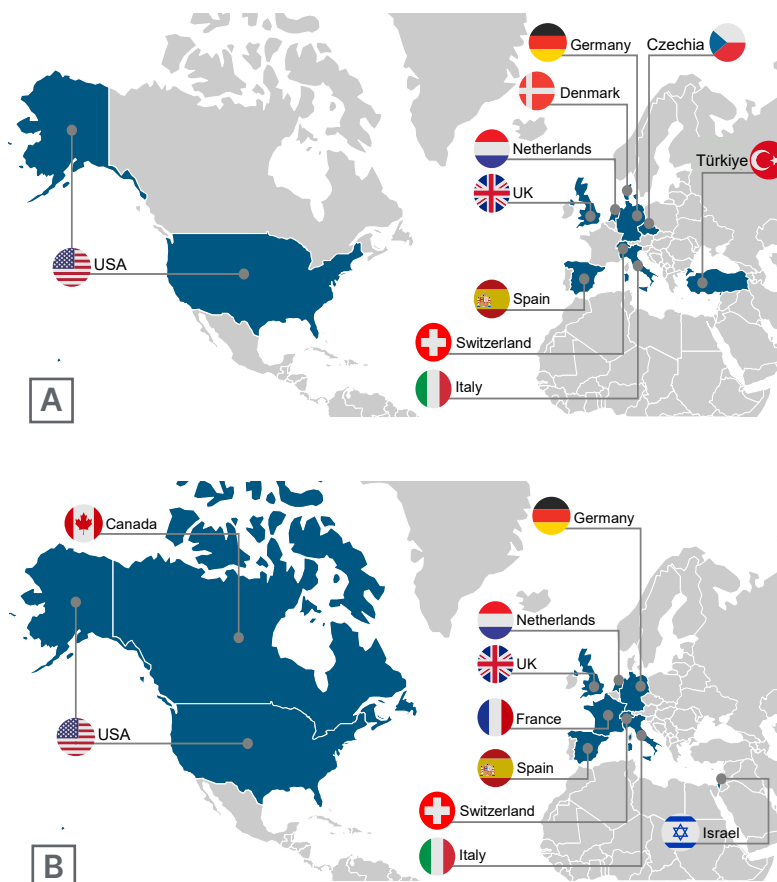 Germany
Czechia
Denmark
Netherlands
Türkiye
UK
USA
Spain
Switzerland
Italy
A
Canada
Germany
Netherlands
UK
France
USA
Spain
Switzerland
Israel
Italy
B